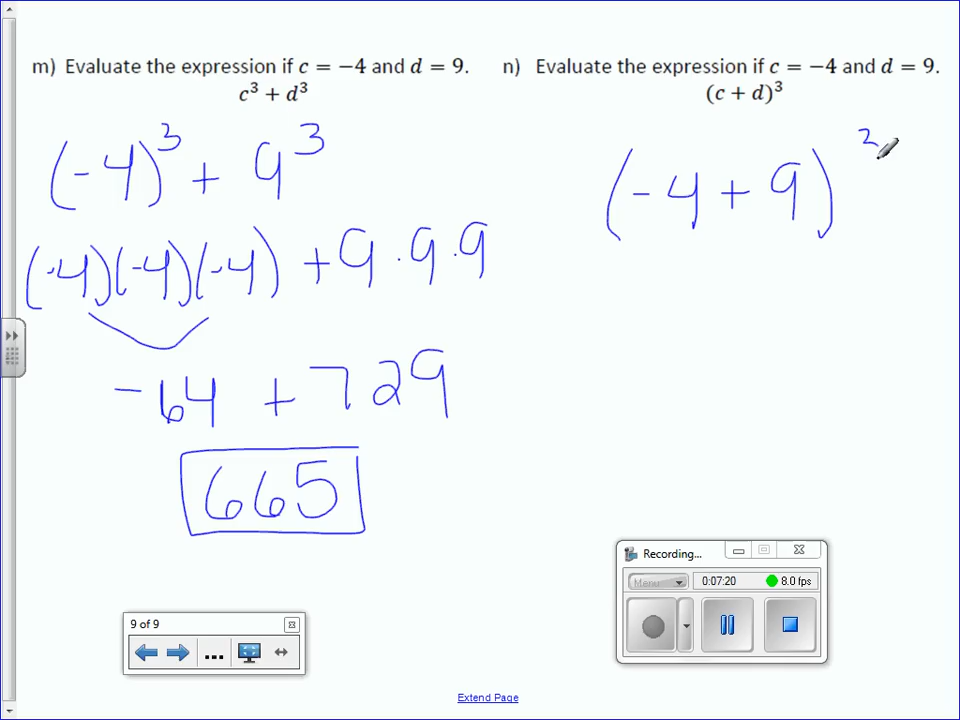 m) Evaluate the expression if c = −4 and d = 9.
c³ + d³
(-4)³ + 9³
(-4)(-4)(-4) + 9 · 9 · 9
-64 + 729
665
n) Evaluate the expression if c = −4 and d = 9.
(c + d)³
(-4 + 9)
Recording...
Menu
0:07:20
8.0 fps
9 of 9
...
Extend Page